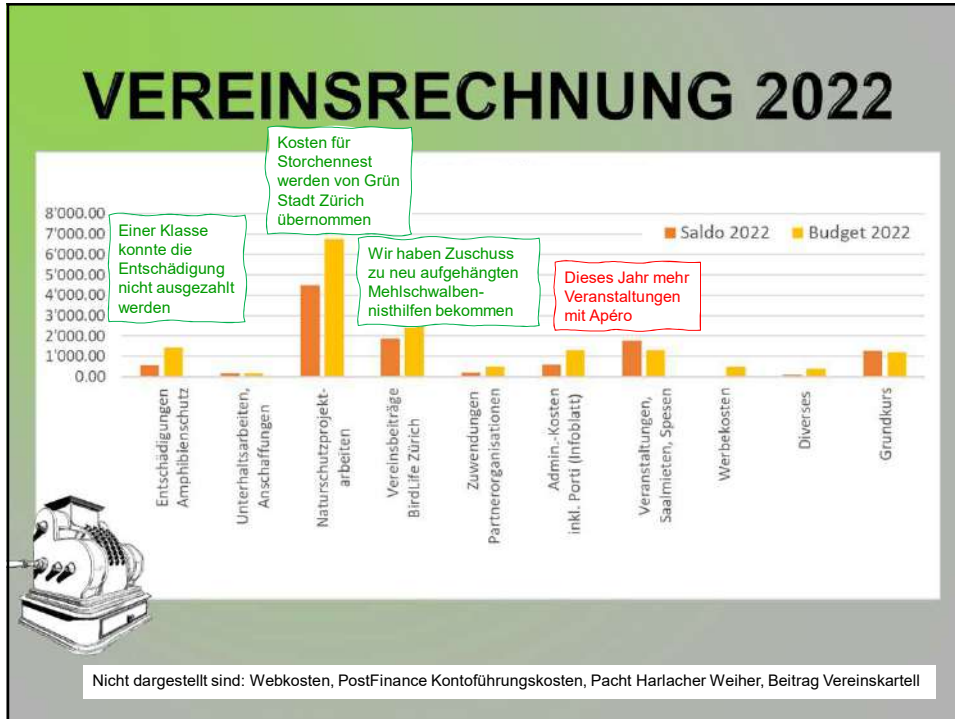 VEREINSRECHNUNG 2022
Kosten für
Storchennest
werden von Grün
Stadt Zürich
übernommen
Einer Klasse
konnte die
Entschädigung
nicht ausgezahlt
werden
Wir haben Zuschuss
zu neu aufgehängten
Mehlschwalben-
nisthilfen bekommen
Dieses Jahr mehr
Veranstaltungen
mit Apéro
Saldo 2022
Budget 2022
8'000.00
7'000.00
6'000.00
5'000.00
4'000.00
3'000.00
2'000.00
1'000.00
0.00
Entschädigungen
Amphibienschutz
Unterhaltsarbeiten,
Anschaffungen
Naturschutzprojekt-
arbeiten
Vereinsbeiträge
BirdLife Zürich
Zuwendungen
Partnerorganisationen
Admin.-Kosten
inkl. Porti (Infoblatt)
Veranstaltungen,
Saalmieten, Spesen
Werbekosten
Diverses
Grundkurs
Nicht dargestellt sind: Webkosten, PostFinance Kontoführungskosten, Pacht Harlacher Weiher, Beitrag Vereinskartell